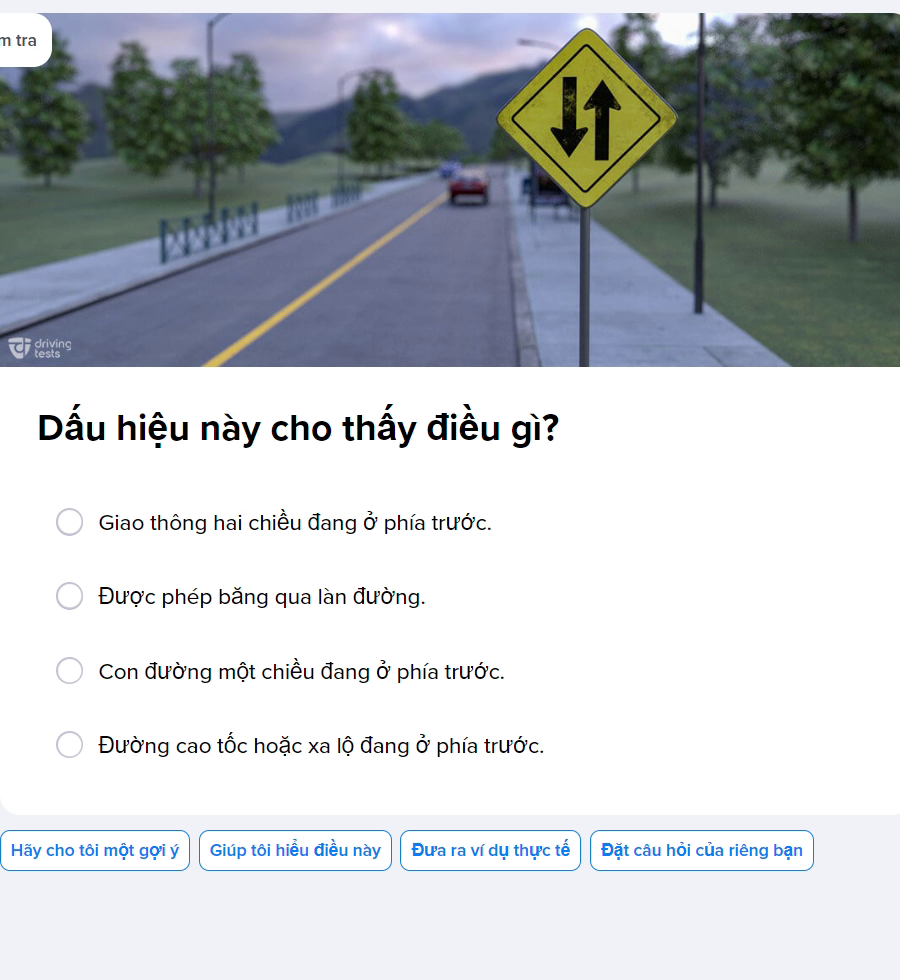 m tra
driving
tests
Dấu hiệu này cho thấy điều gì?
Giao thông hai chiều đang ở phía trước.
Được phép băng qua làn đường.
Con đường một chiều đang ở phía trước.
Đường cao tốc hoặc xa lộ đang ở phía trước.
Hãy cho tôi một gợi ý
Giúp tôi hiểu điều này
Đưa ra ví dụ thực tế
Đặt câu hỏi của riêng bạn